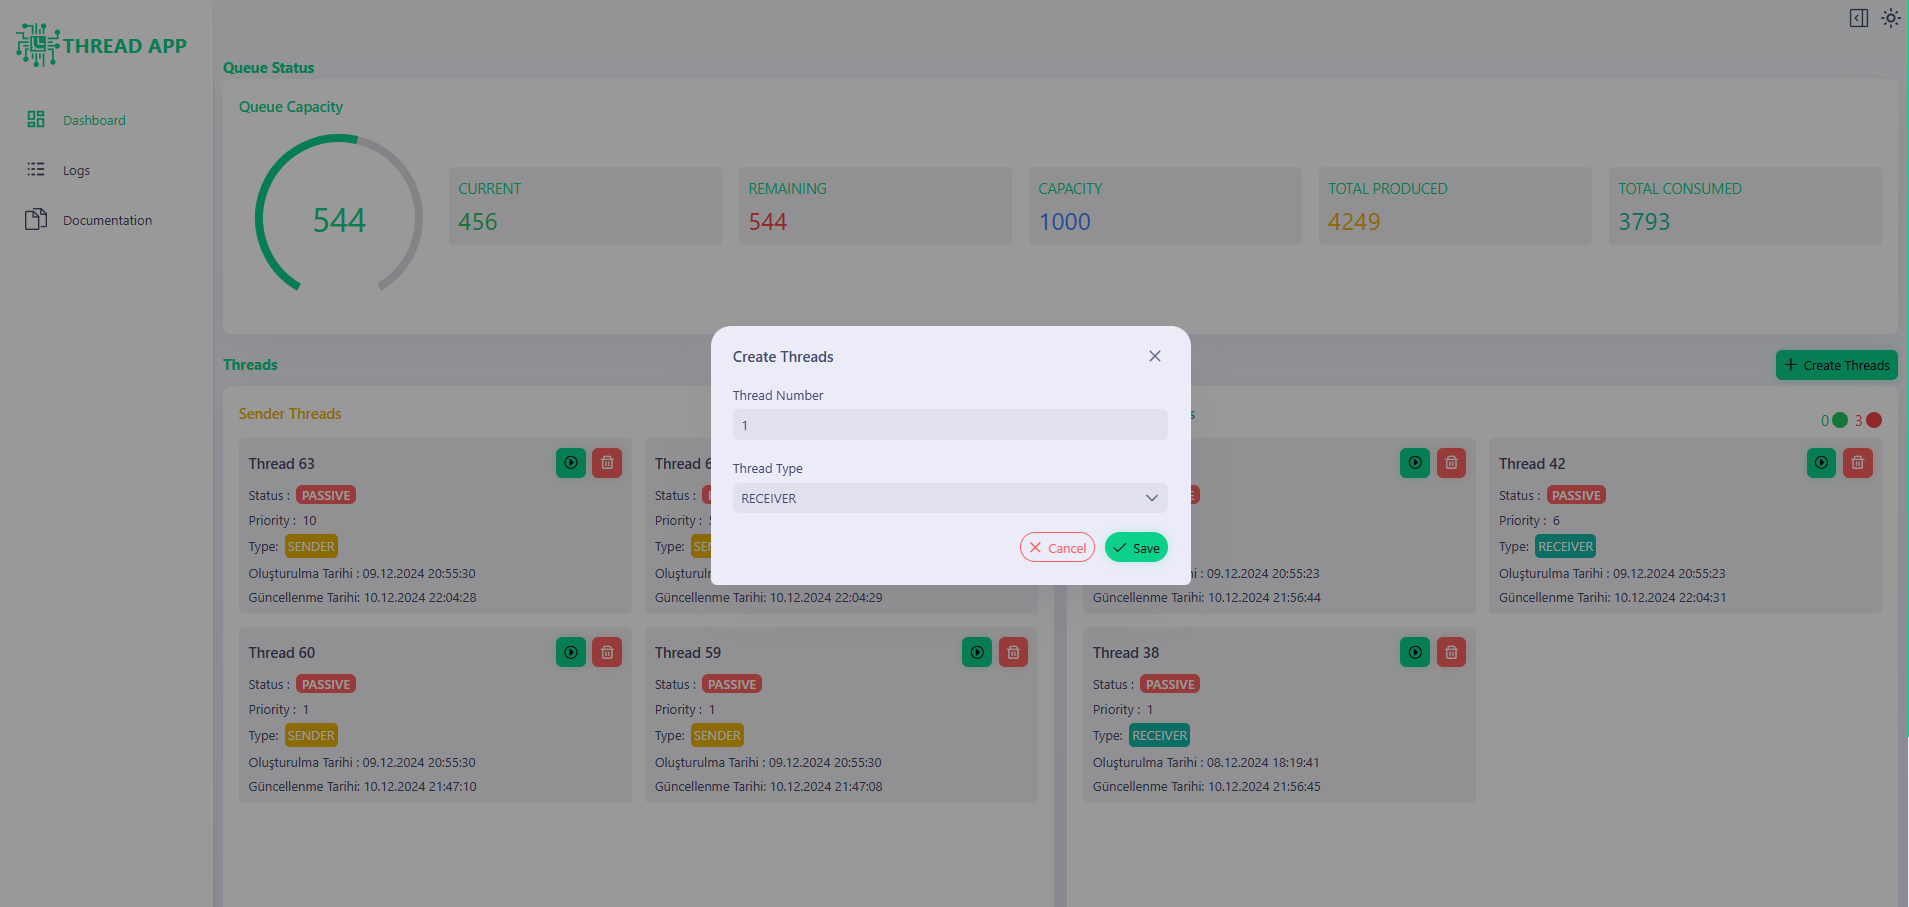 THREAD APP
Dashboard
Logs
Documentation
Queue Status
Queue Capacity
544
CURRENT
456
REMAINING
544
CAPACITY
1000
TOTAL PRODUCED
4249
TOTAL CONSUMED
3793
Threads
Create Threads
Sender Threads
0 3
Thread 63
Status : PASSIVE
Priority : 10
Type: SENDER
Oluşturulma Tarihi : 09.12.2024 20:55:30
Güncellenme Tarihi: 10.12.2024 22:04:28
Thread
Status :
Priority :
Type:
Güncellenme Tarihi: 10.12.2024 22:04:29
Thread 60
Status : PASSIVE
Priority : 1
Type: SENDER
Oluşturulma Tarihi : 09.12.2024 20:55:30
Güncellenme Tarihi: 10.12.2024 21:47:10
Thread 59
Status : PASSIVE
Priority : 1
Type: SENDER
Oluşturulma Tarihi : 09.12.2024 20:55:30
Güncellenme Tarihi: 10.12.2024 21:47:08
Create Threads
Thread Number
1
Thread Type
RECEIVER
Cancel
Save
: 09.12.2024 20:55:23
Güncellenme Tarihi: 10.12.2024 21:56:44
Thread 42
Status : PASSIVE
Priority : 6
Type: RECEIVER
Oluşturulma Tarihi : 09.12.2024 20:55:23
Güncellenme Tarihi: 10.12.2024 22:04:31
Thread 38
Status : PASSIVE
Priority : 1
Type: RECEIVER
Oluşturulma Tarihi : 08.12.2024 18:19:41
Güncellenme Tarihi: 10.12.2024 21:56:45